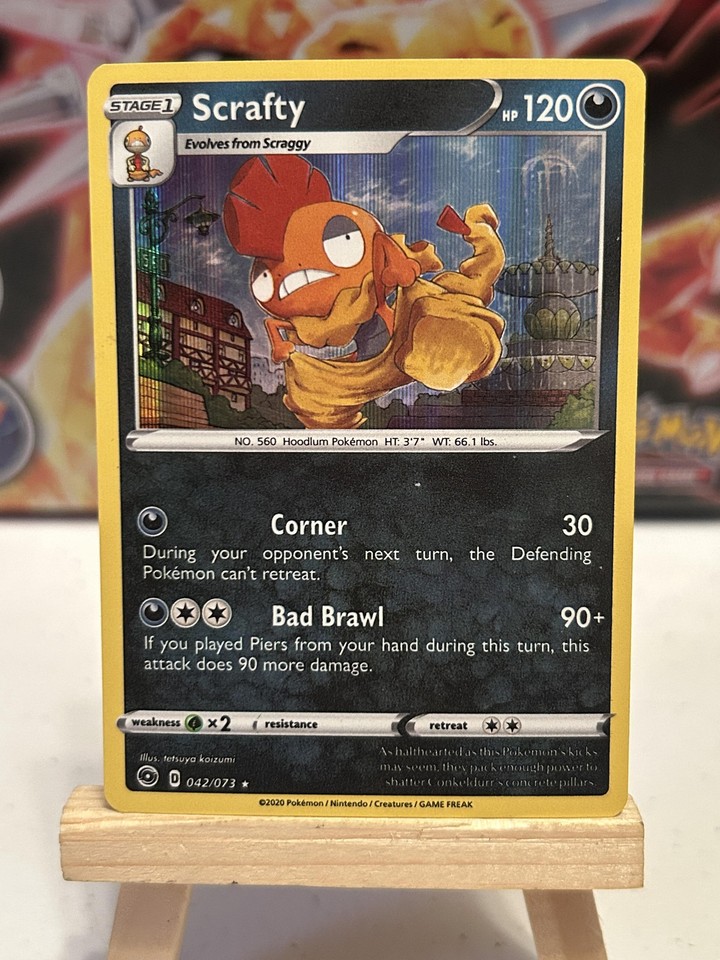 STAGE1 Scrafty HP 120
Evolves from Scraggy
NO. 560 Hoodlum Pokémon HT: 3'7" WT: 66.1 lbs.
Corner 30
During your opponent's next turn, the Defending
Pokémon can't retreat.
Bad Brawl 90+
If you played Piers from your hand during this turn, this
attack does 90 more damage.
weakness ×2 resistance retreat
Illus. tetsuya koizumi
D 042/073 ★
As halfhearted as this Pokémon's kicks
may seem, they pack enough power to
shatter Conkeldurr's concrete pillars.
©2020 Pokémon / Nintendo / Creatures / GAME FREAK